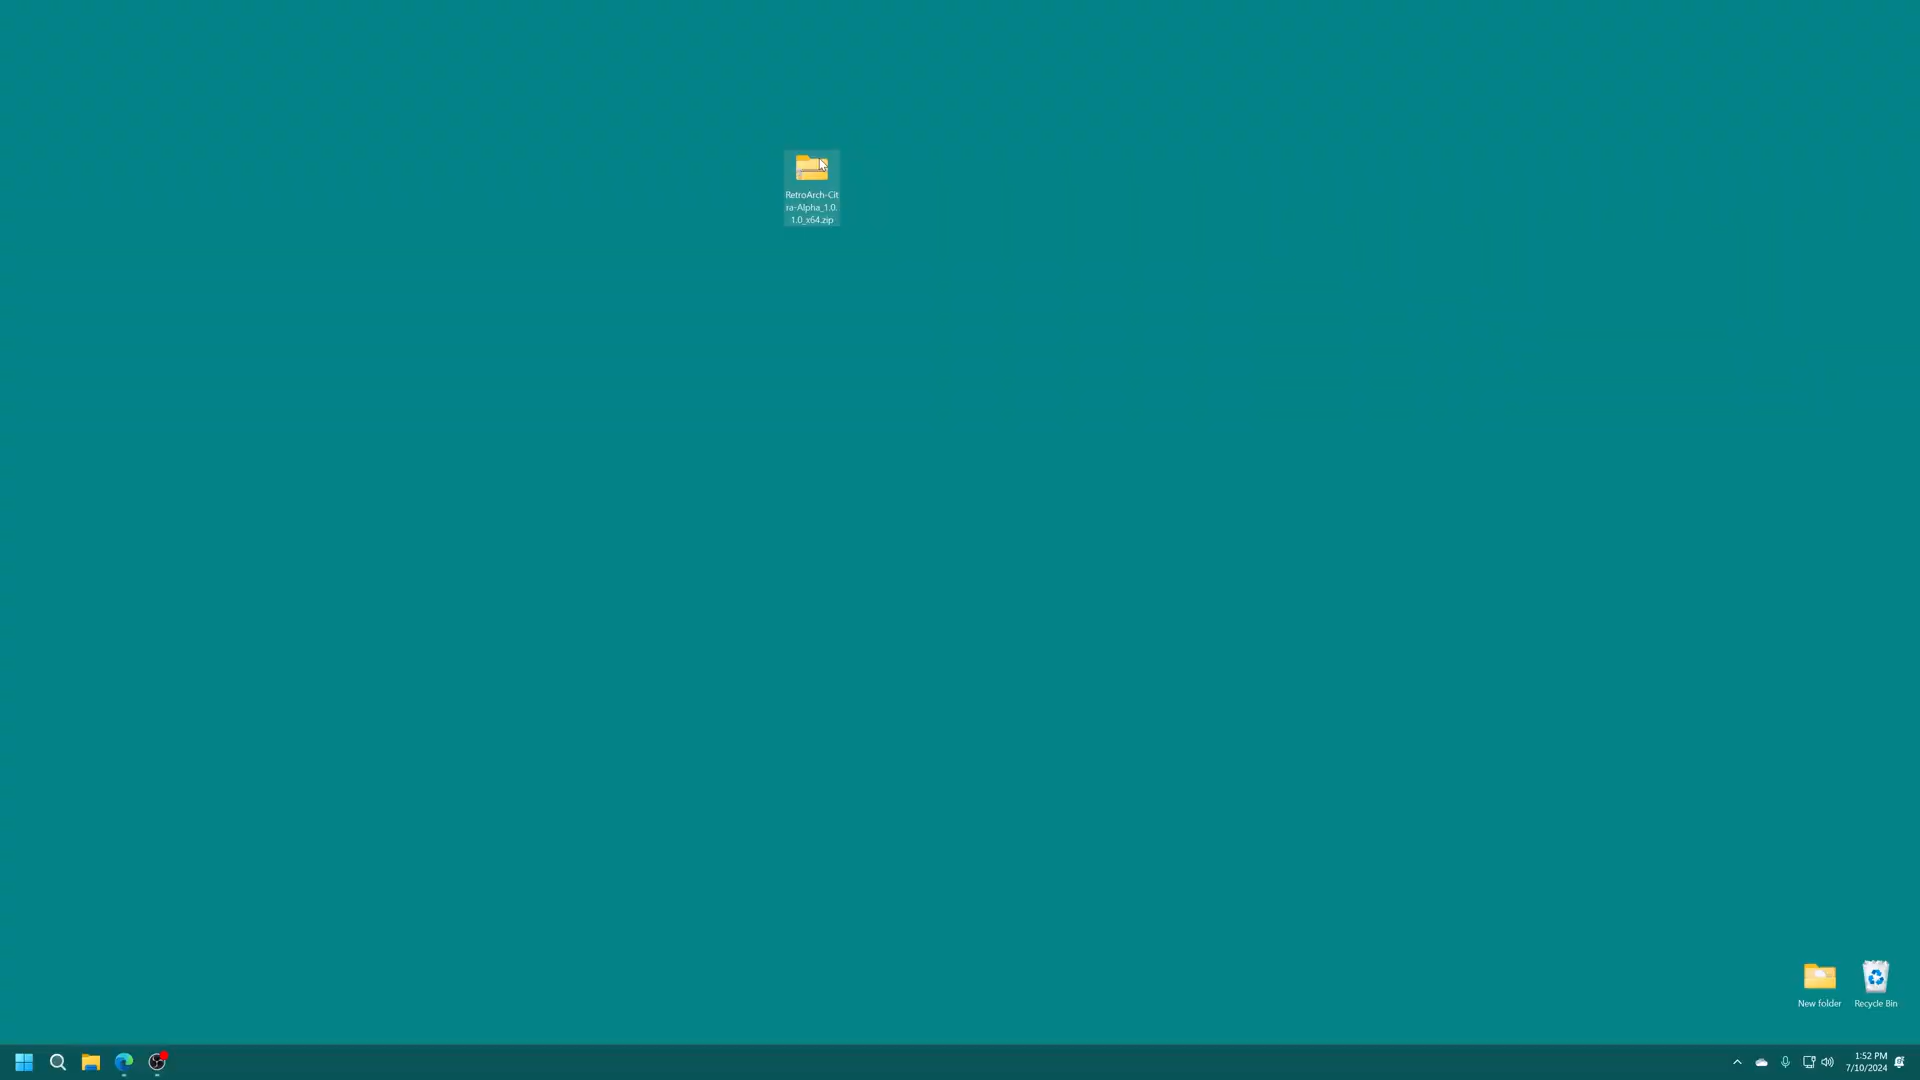 RetroArch-Cit
ra-Alpha_1.0.
1.0_x64.zip
New folder
Recycle Bin
1:52 PM
7/10/2024